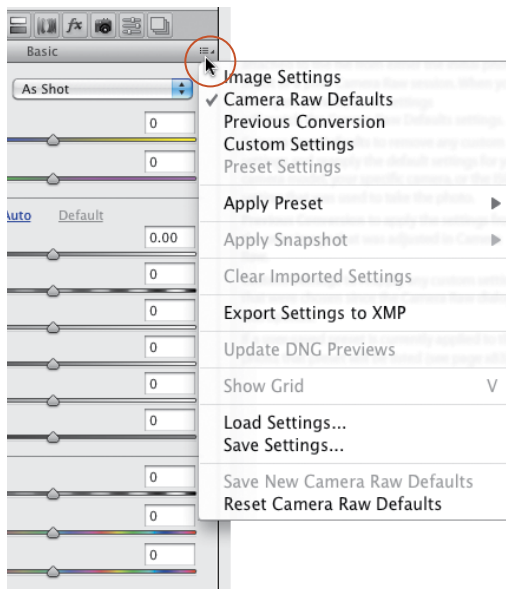 fx
Basic
As Shot
0
0
Auto Default
0.00
0
0
0
0
0
0
0
0
Image Settings
✓ Camera Raw Defaults
Previous Conversion
Custom Settings
Preset Settings
Apply Preset
Apply Snapshot
Clear Imported Settings
Export Settings to XMP
Update DNG Previews
Show Grid V
Load Settings...
Save Settings...
Save New Camera Raw Defaults
Reset Camera Raw Defaults